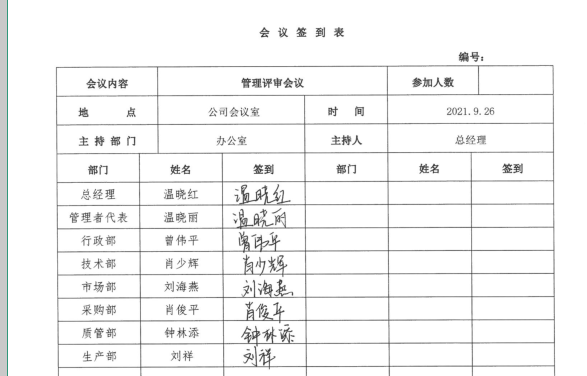 会议签到表
编号:
会议内容 管理评审会议 参加人数
地 点 公司会议室 时 间 2021.9.26
主持部门 办公室 主持人 总经理
部门 姓名 签到 部门 姓名 签到
总经理 温晓红 温晓红
管理者代表 温晓丽 温晓丽
行政部 曾伟平 曾伟平
技术部 肖少辉 肖少辉
市场部 刘海燕 刘海燕
采购部 肖俊平 肖俊平
质管部 钟林添 钟林添
生产部 刘祥 刘祥